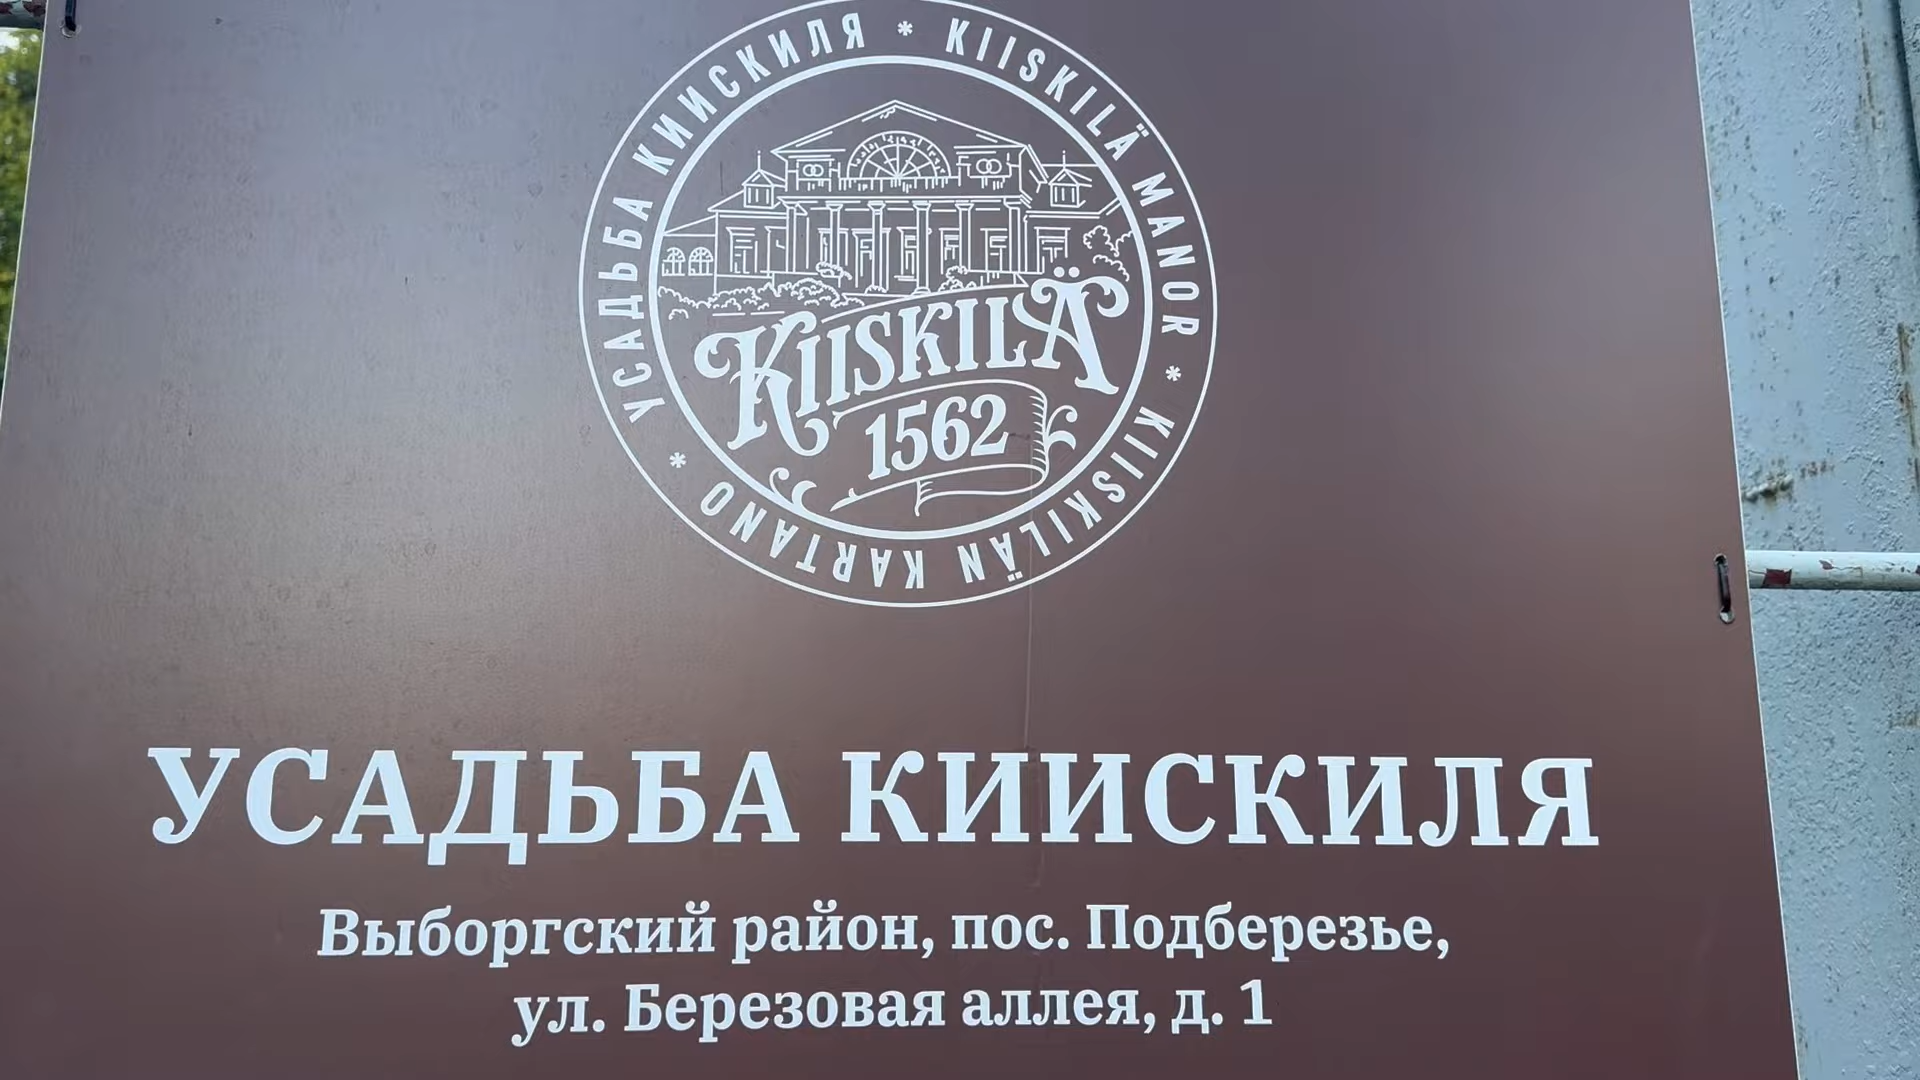 УСАДЬБА КИИСКИЛЯ * KIISKILÄ MANOR * KIISKILÄN KARTANO *
KIISKILÄ
1562
УСАДЬБА КИИСКИЛЯ
Выборгский район, пос. Подберезье,
ул. Березовая аллея, д. 1